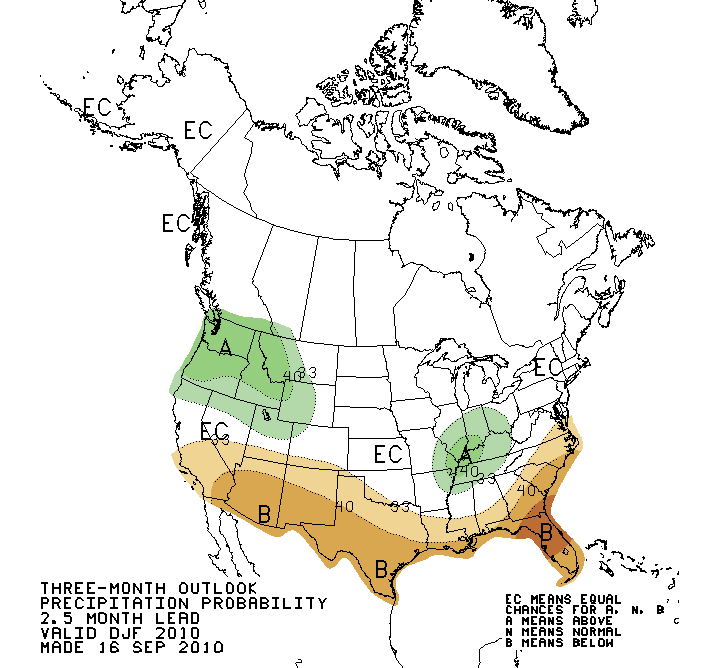 EC
EC
EC
A
40 33
EC
EC
33
EC
A
40
33
40
40
33
B
B
B
THREE-MONTH OUTLOOK
PRECIPITATION PROBABILITY
2.5 MONTH LEAD
VALID DJF 2010
MADE 16 SEP 2010
EC MEANS EQUAL
CHANCES FOR A, N, B
A MEANS ABOVE
N MEANS NORMAL
B MEANS BELOW